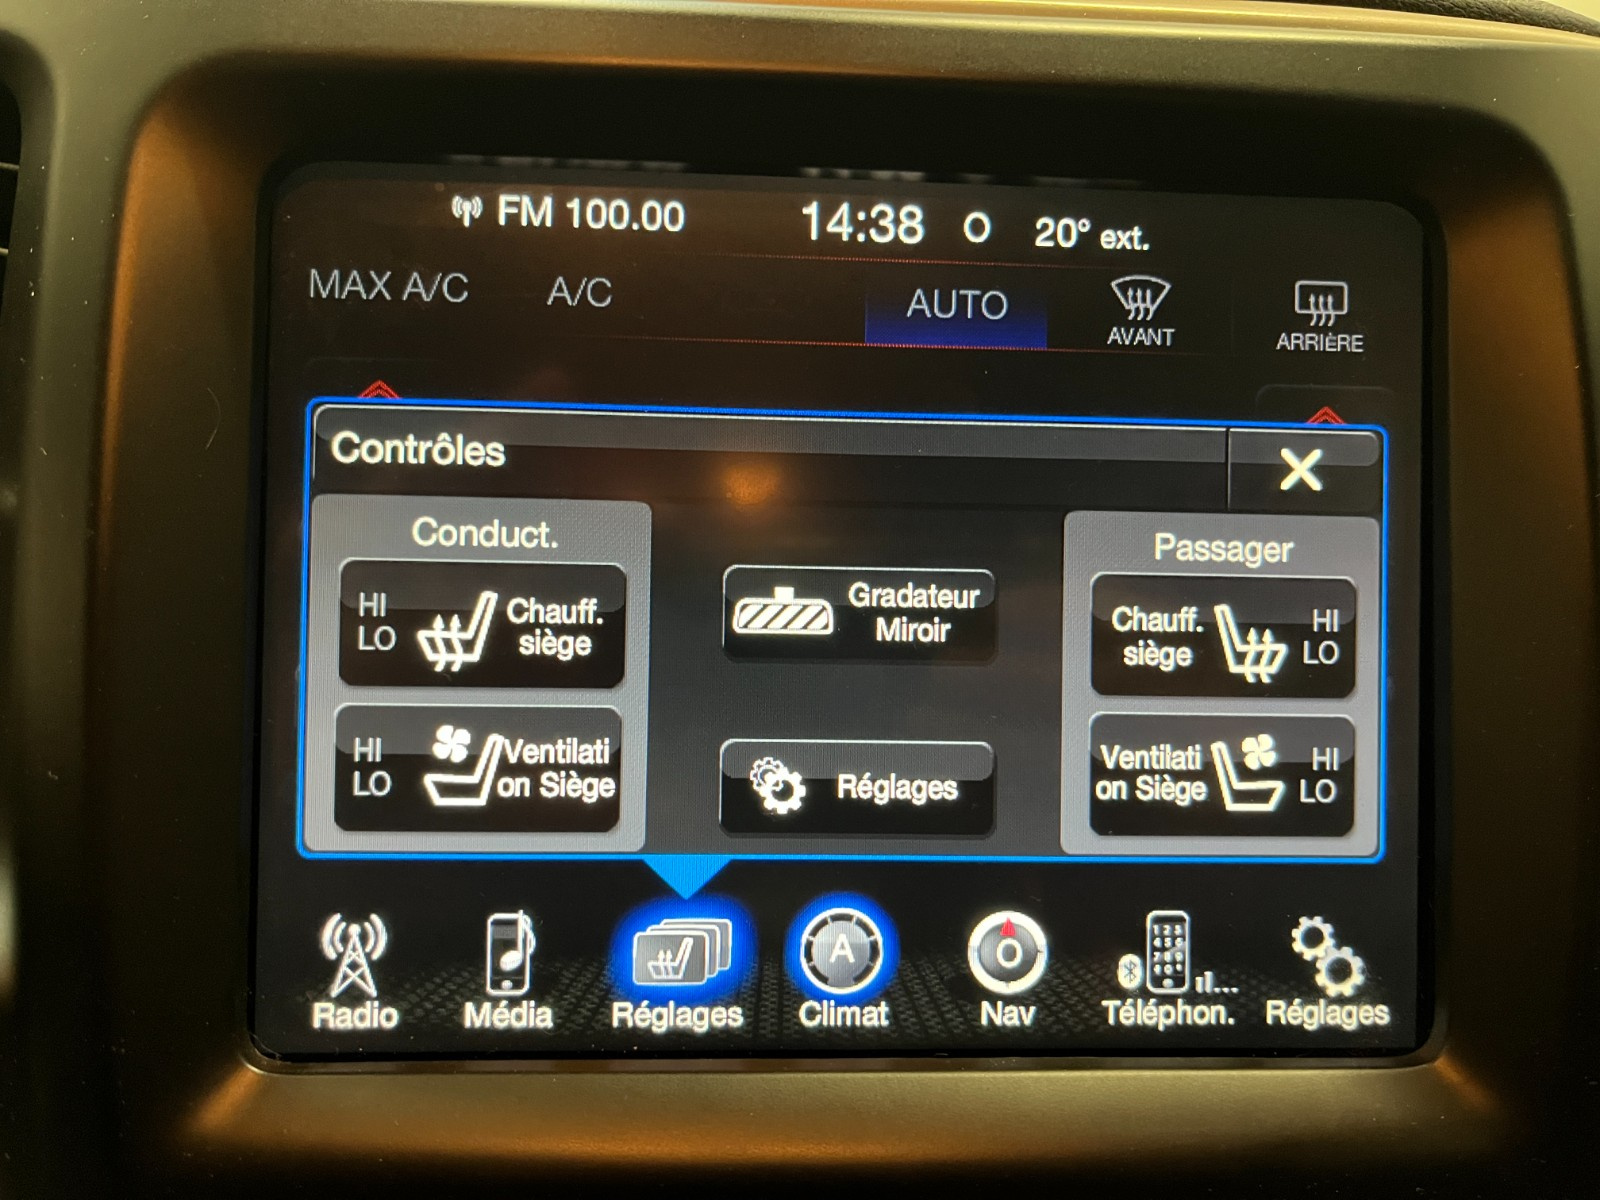 FM 100.00 14:38 O 20° ext.
MAX A/C A/C AUTO
AVANT
ARRIÈRE
Contrôles
Conduct.
HI
LO
Chauff.
siège
HI
LO
Ventilati
on Siège
Gradateur
Miroir
Réglages
Passager
Chauff.
siège
HI
LO
Ventilati
on Siège
HI
LO
A
O
Radio Média Réglages Climat Nav Téléphon. Réglages